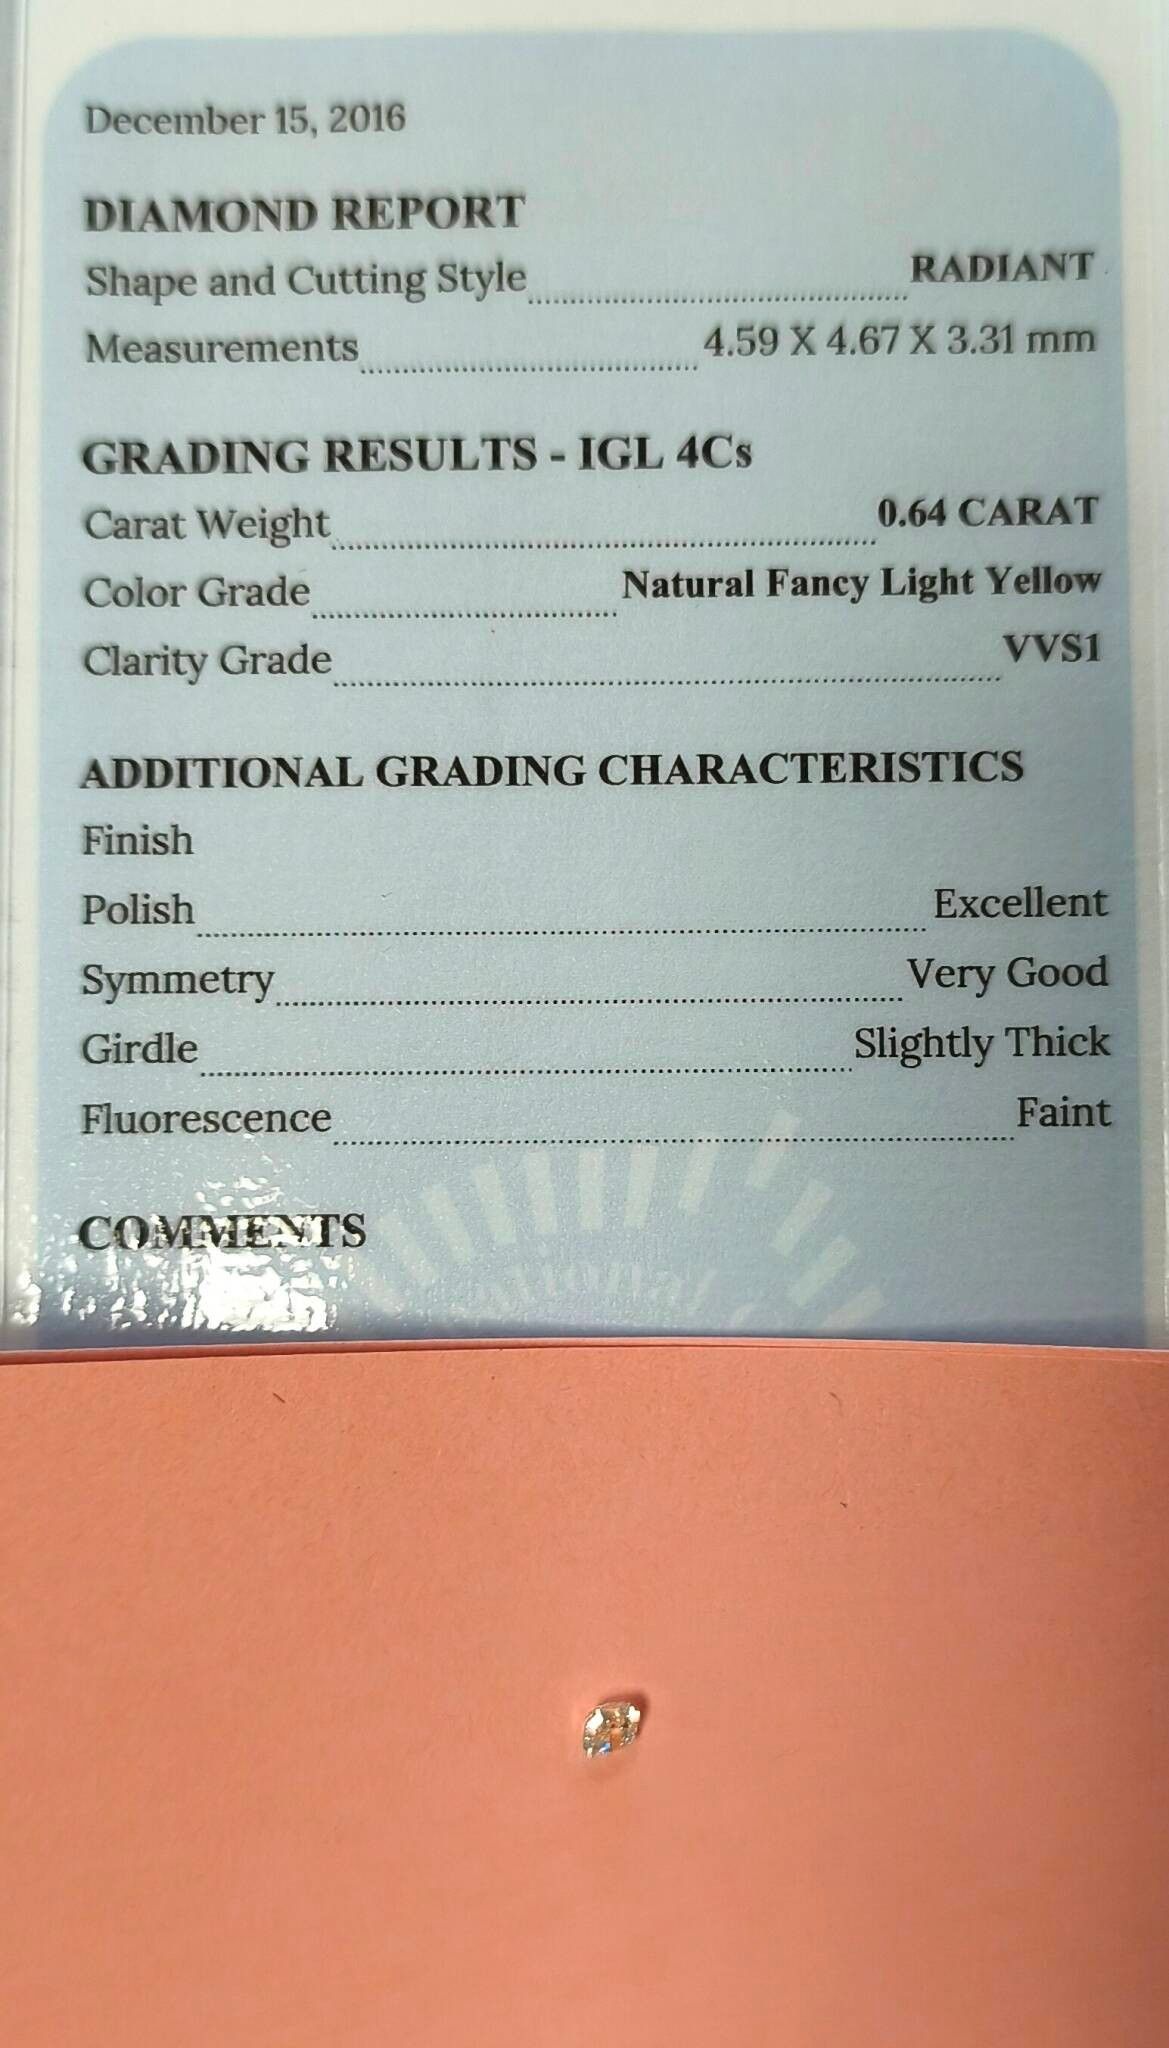 December 15, 2016
DIAMOND REPORT
Shape and Cutting Style RADIANT
Measurements 4.59 X 4.67 X 3.31 mm
GRADING RESULTS - IGL 4Cs
Carat Weight 0.64 CARAT
Color Grade Natural Fancy Light Yellow
Clarity Grade VVS1
ADDITIONAL GRADING CHARACTERISTICS
Finish
Polish Excellent
Symmetry Very Good
Girdle Slightly Thick
Fluorescence Faint
COMMENTS